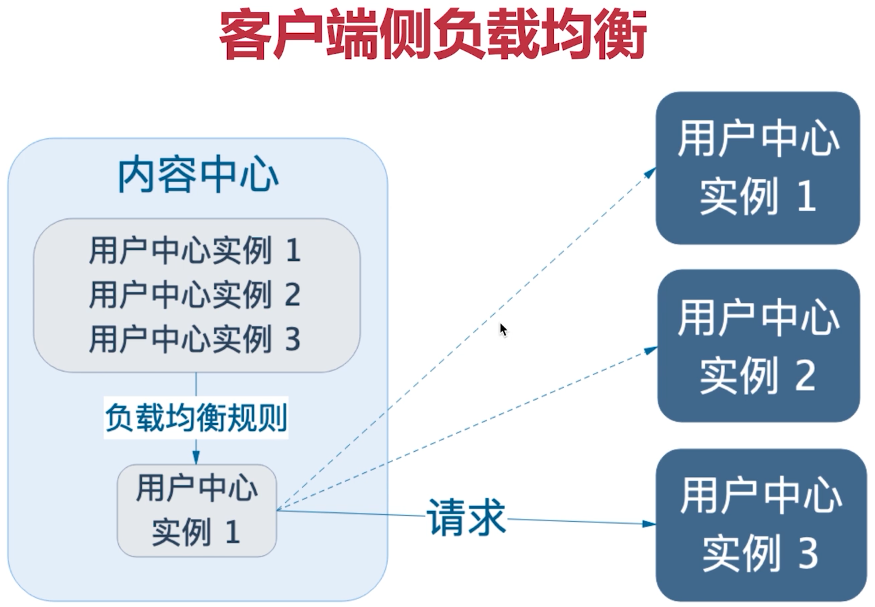 客户端侧负载均衡
内容中心
用户中心实例 1
用户中心实例 2
用户中心实例 3
负载均衡规则
用户中心
实例 1
请求
用户中心
实例 1
用户中心
实例 2
用户中心
实例 3